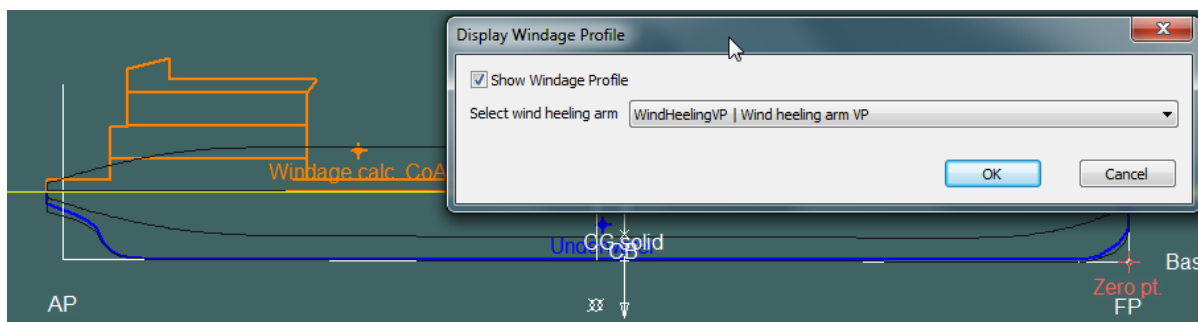 Display Windage Profile
Show Windage Profile
Select wind heeling arm WindHeelingVP | Wind heeling arm VP
OK Cancel
Windage calc. CoA
CG solid
CB
Bas
Zero pt.
AP FP